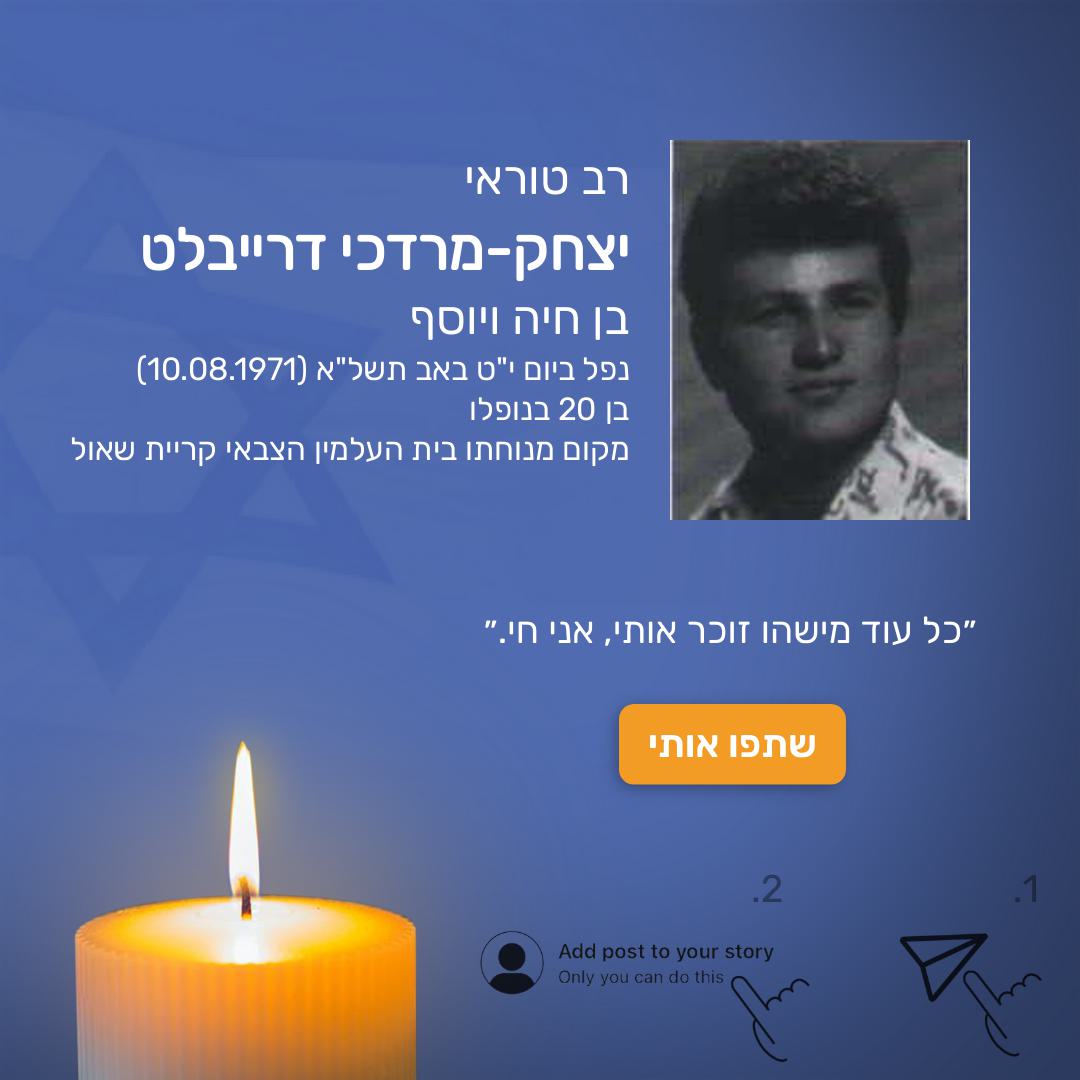 רב טוראי
יצחק-מרדכי דרייבלט
בן חיה ויוסף
נפל ביום י"ט באב תשל"א (10.08.1971)
בן 20 בנופלו
מקום מנוחתו בית העלמין הצבאי קריית שאול
״כל עוד מישהו זוכר אותי, אני חי.״
שתפו אותי
1.
2.
Add post to your story
Only you can do this